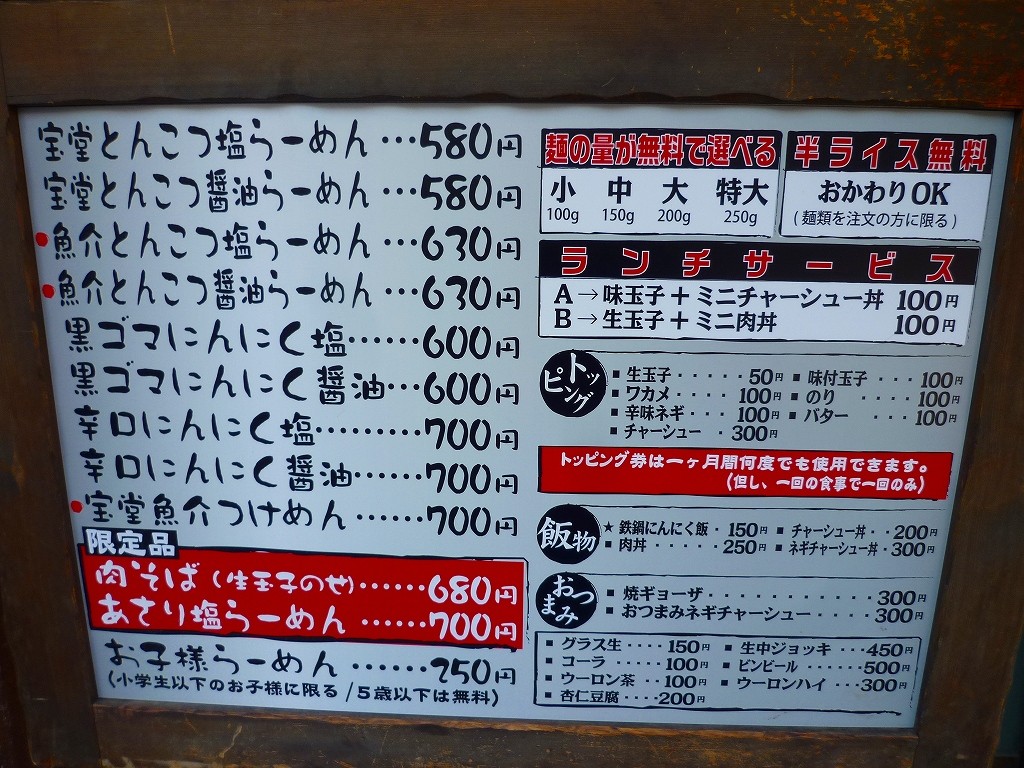 宝堂とんこつ塩らーめん…580円
宝堂とんこつ醤油らーめん…580円
●魚介とんこつ塩らーめん…630円
●魚介とんこつ醤油らーめん…630円
黒ゴマにんにく塩……600円
黒ゴマにんにく醤油…600円
辛口にんにく塩………700円
辛口にんにく醤油……700円
●宝堂魚介つけめん……700円
限定品
肉そば(生玉子のせ)……680円
あさり塩らーめん……700円
お子様らーめん……250円
(小学生以下のお子様に限る/5歳以下は無料)
麺の量が無料で選べる
小 中 大 特大
100g 150g 200g 250g
半ライス無料
おかわりOK
(麺類を注文の方に限る)
ランチサービス
A→味玉子+ミニチャーシュー丼 100円
B→生玉子+ミニ肉丼 100円
トッピング
■生玉子・・・・・50円 ■味付玉子・・・100円
■ワカメ・・・・100円 ■のり・・・・100円
■辛味ネギ・・・100円 ■バター・・・100円
■チャーシュー・300円
トッピング券は一ヶ月間何度でも使用できます。
(但し、一回の食事で一回のみ)
飯物
★鉄鍋にんにく飯・150円 ■チャーシュー丼・・200円
■肉丼・・・・・250円 ■ネギチャーシュー丼・300円
おつまみ
■焼ギョーザ・・・・・・・・・・・300円
■おつまみネギチャーシュー・・・・300円
■グラス生・・・・150円 ■生中ジョッキ・・・450円
■コーラ・・・・・100円 ■ビンビール・・・・500円
■ウーロン茶・・・100円 ■ウーロンハイ・・・300円
■杏仁豆腐・・・・200円